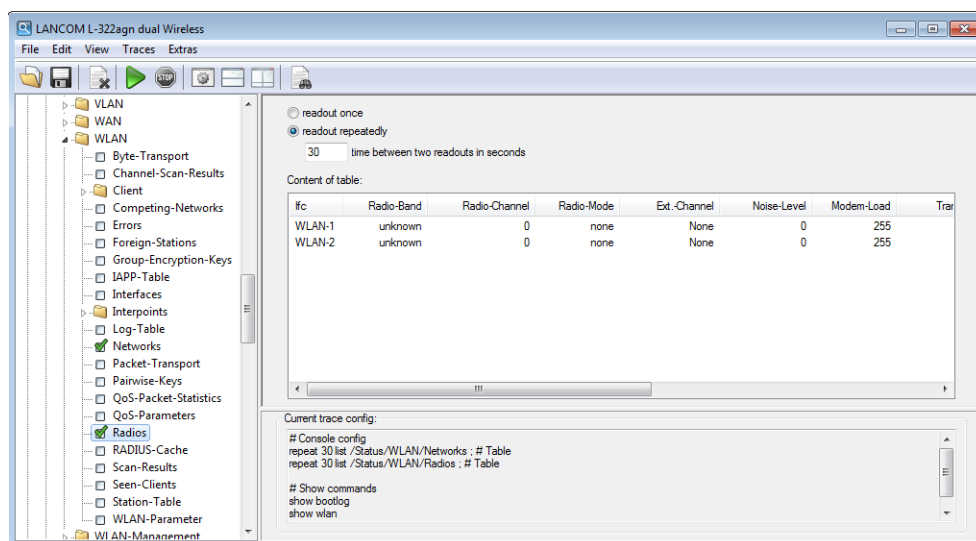 LANCOM L-322agn dual Wireless
File Edit View Traces Extras
STOP
VLAN
WAN
WLAN
Byte-Transport
Channel-Scan-Results
Client
Competing-Networks
Errors
Foreign-Stations
Group-Encryption-Keys
IAPP-Table
Interfaces
Interpoints
Log-Table
Networks
Packet-Transport
Pairwise-Keys
QoS-Packet-Statistics
QoS-Parameters
Radios
RADIUS-Cache
Scan-Results
Seen-Clients
Station-Table
WLAN-Parameter
WLAN-Management
readout once
readout repeatedly
30 time between two readouts in seconds
Content of table:
Ifc Radio-Band Radio-Channel Radio-Mode Ext.-Channel Noise-Level Modem-Load Tran
WLAN-1 unknown 0 none None 0 255
WLAN-2 unknown 0 none None 0 255
Current trace config:
# Console config
repeat 30 list /Status/WLAN/Networks ; # Table
repeat 30 list /Status/WLAN/Radios ; # Table
# Show commands
show bootlog
show wlan